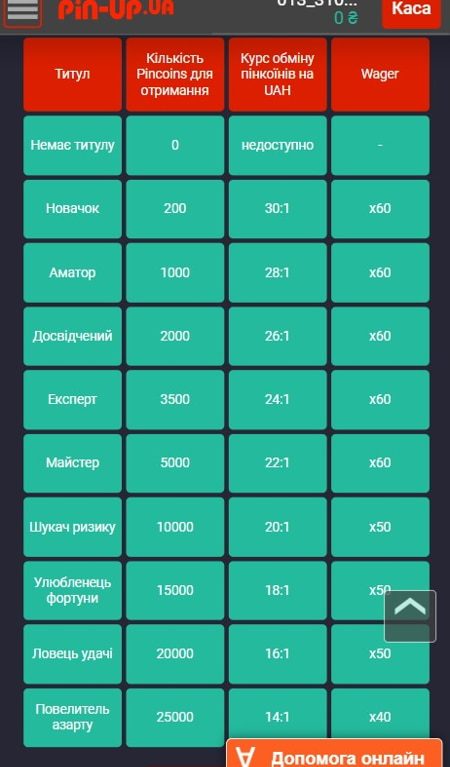 PIN-UP.UA
0 ₴
Каса
Титул
Кількість
Pincoins для
отримання
Курс обміну
пінкоїнів на
UAH
Wager
Немає титулу
0
недоступно
-
Новачок
200
30:1
x60
Аматор
1000
28:1
x60
Досвідчений
2000
26:1
x60
Експерт
3500
24:1
x60
Майстер
5000
22:1
x60
Шукач ризику
10000
20:1
x50
Улюбленець
фортуни
15000
18:1
x50
Ловець удачі
20000
16:1
x50
Повелитель
азарту
25000
14:1
x40
Допомога онлайн